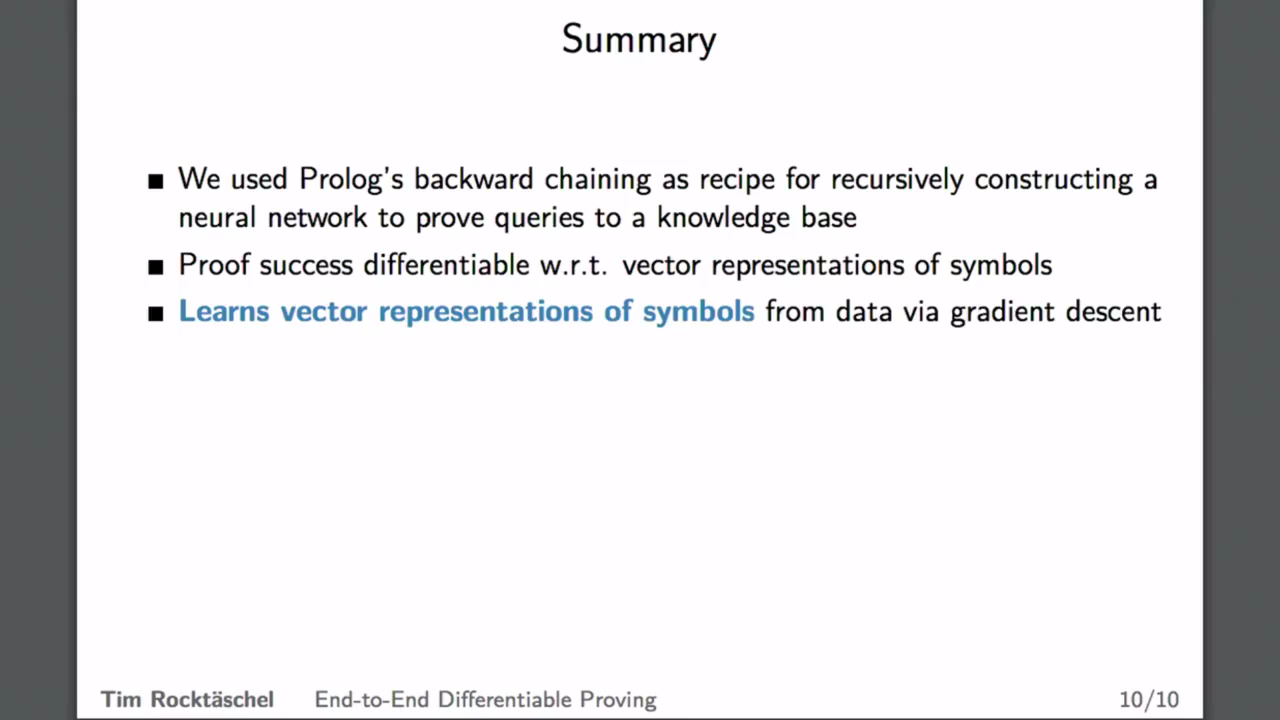 Summary
■ We used Prolog's backward chaining as recipe for recursively constructing a
neural network to prove queries to a knowledge base
■ Proof success differentiable w.r.t. vector representations of symbols
■ Learns vector representations of symbols from data via gradient descent
Tim Rocktäschel End-to-End Differentiable Proving 10/10